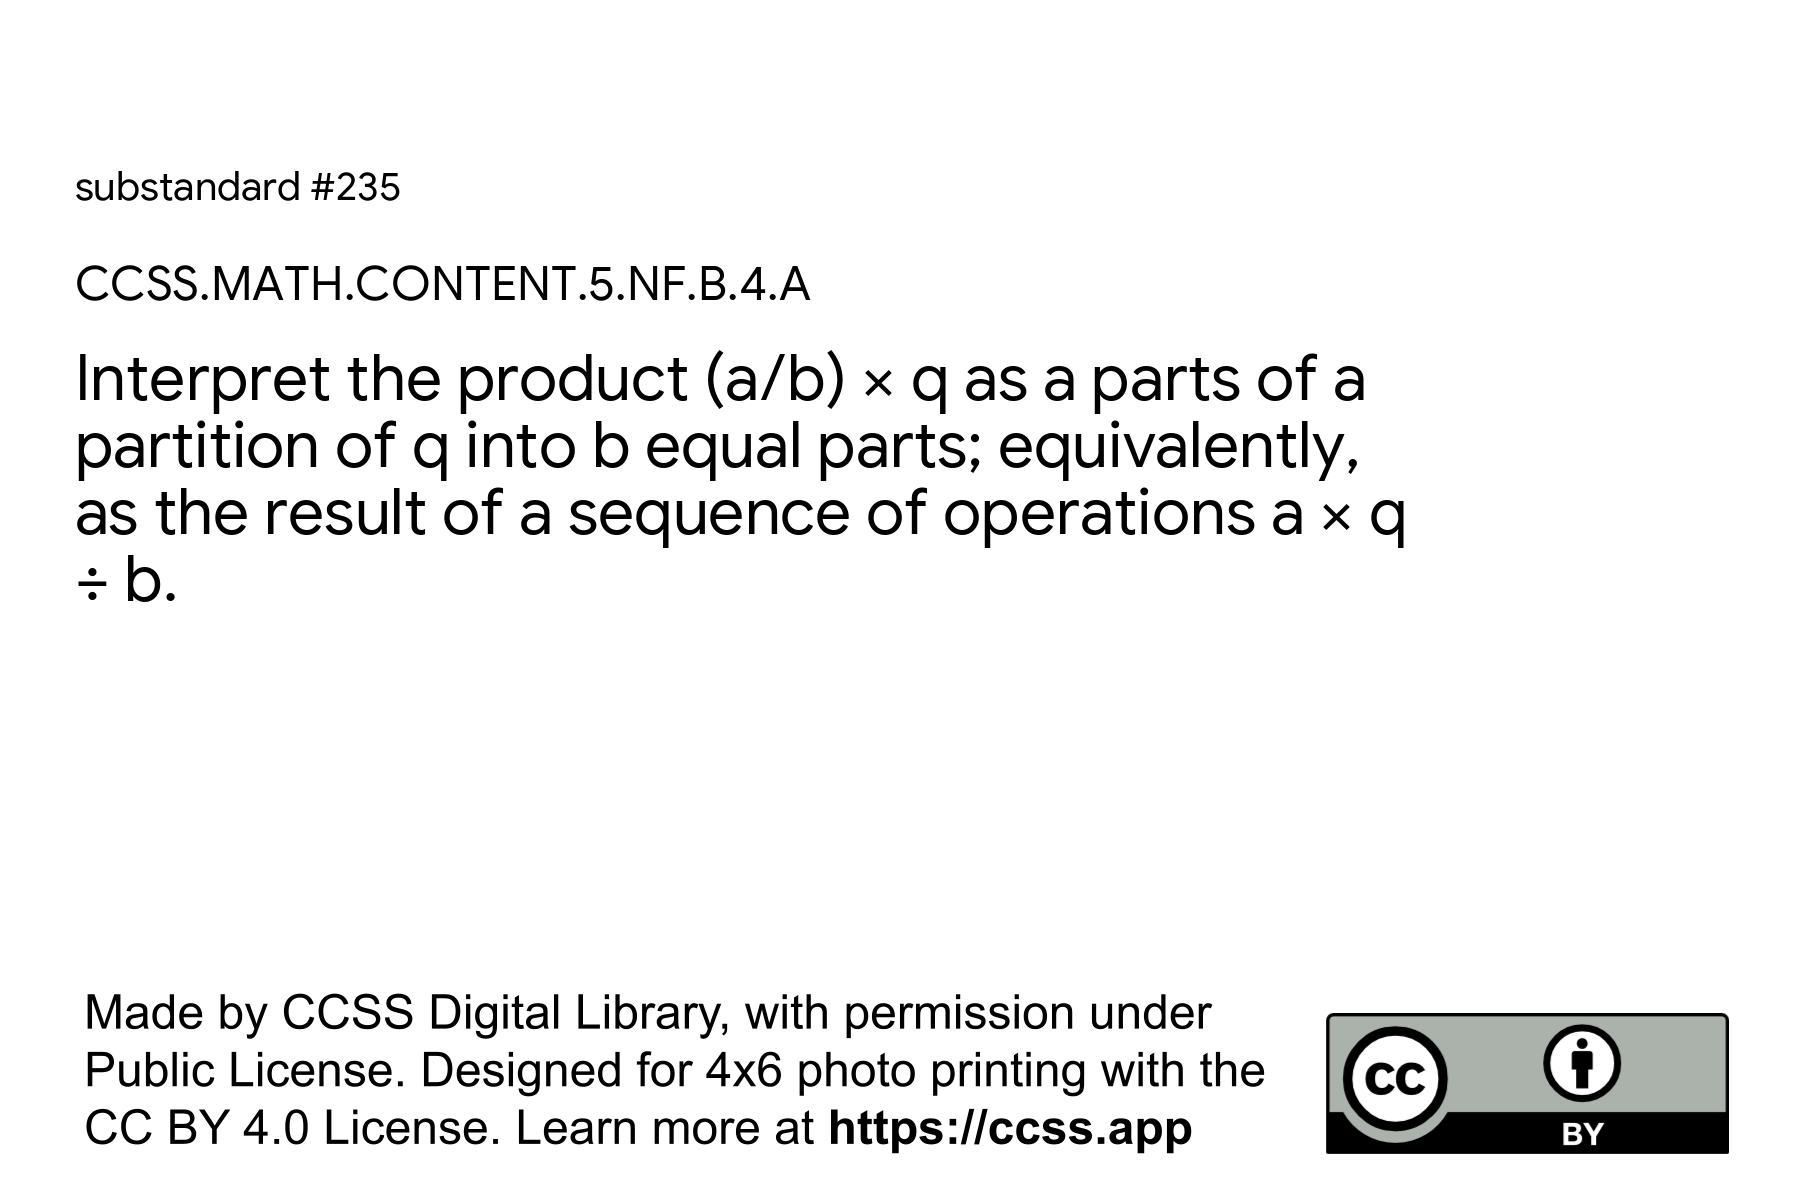 substandard #235
CCSS.MATH.CONTENT.5.NF.B.4.A
Interpret the product (a/b) × q as a parts of a
partition of q into b equal parts; equivalently,
as the result of a sequence of operations a × q
÷ b.
Made by CCSS Digital Library, with permission under
Public License. Designed for 4x6 photo printing with the
CC BY 4.0 License. Learn more at https://ccss.app
CC
BY